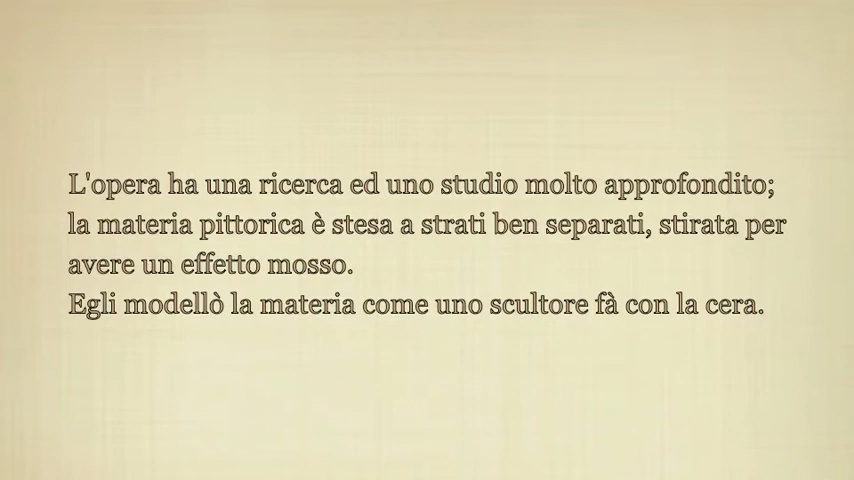 L'opera ha una ricerca ed uno studio molto approfondito;
la materia pittorica è stesa a strati ben separati, stirata per
avere un effetto mosso.
Egli modellò la materia come uno scultore fà con la cera.